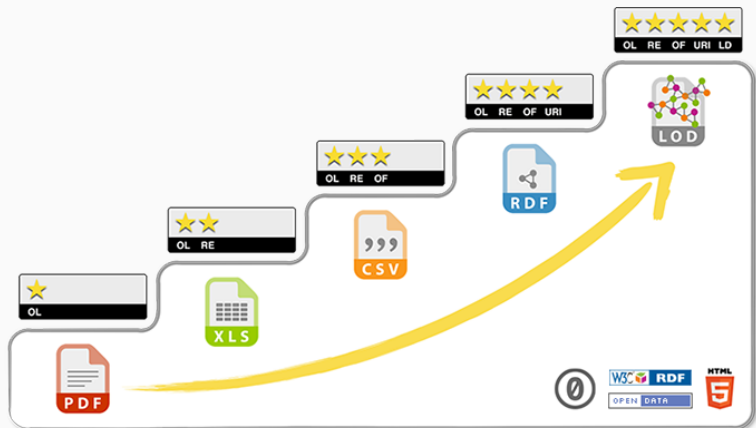 OL RE OF URI LD
LOD
OL RE OF URI
RDF
OL RE OF
,,,
CSV
OL RE
XLS
OL
PDF
0
W3C RDF
OPEN DATA
HTML
5